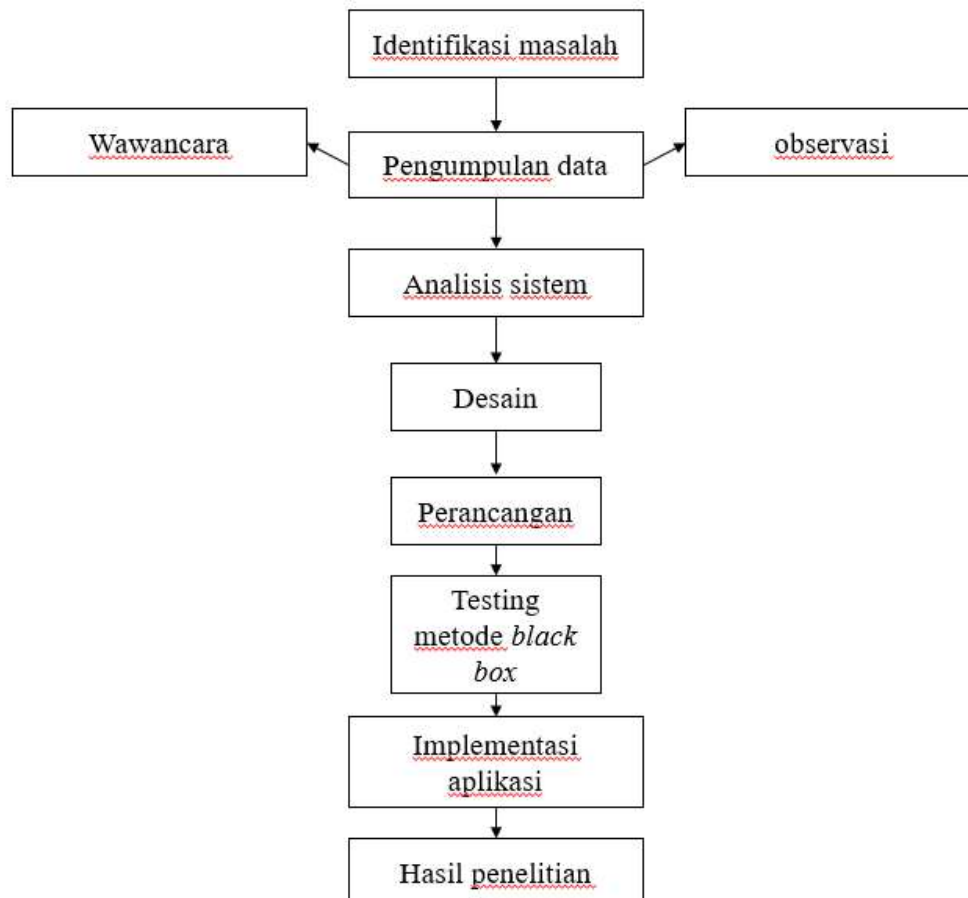 Identifikasi masalah
Wawancara
Pengumpulan data
observasi
Analisis sistem
Desain
Perancangan
Testing
metode black
box
Implementasi
aplikasi
Hasil penelitian